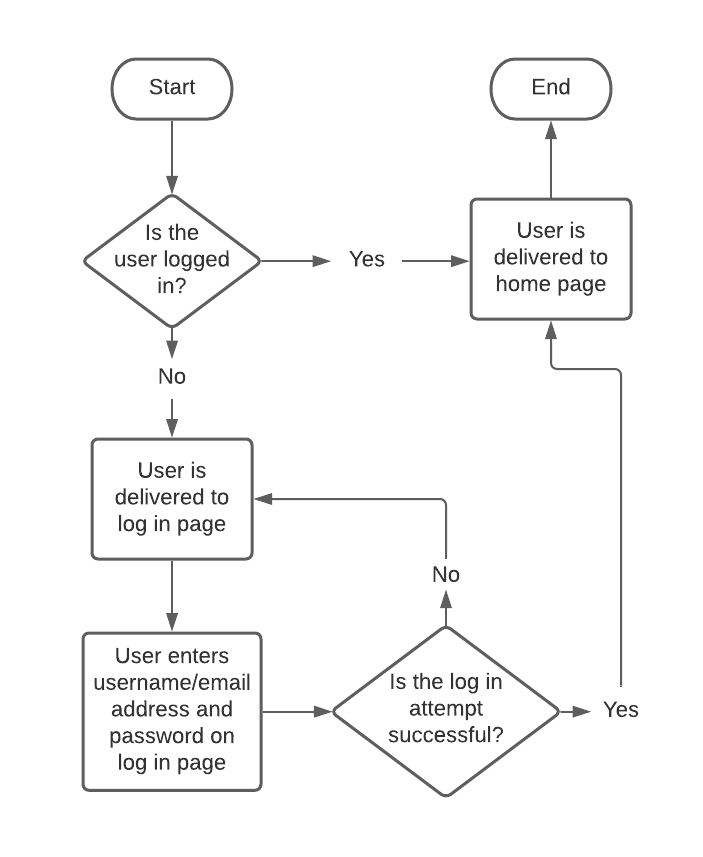 Start
End
Is the
user logged
in?
Yes
User is
delivered to
home page
No
User is
delivered to
log in page
No
User enters
username/email
address and
password on
log in page
Is the log in
attempt
successful?
Yes